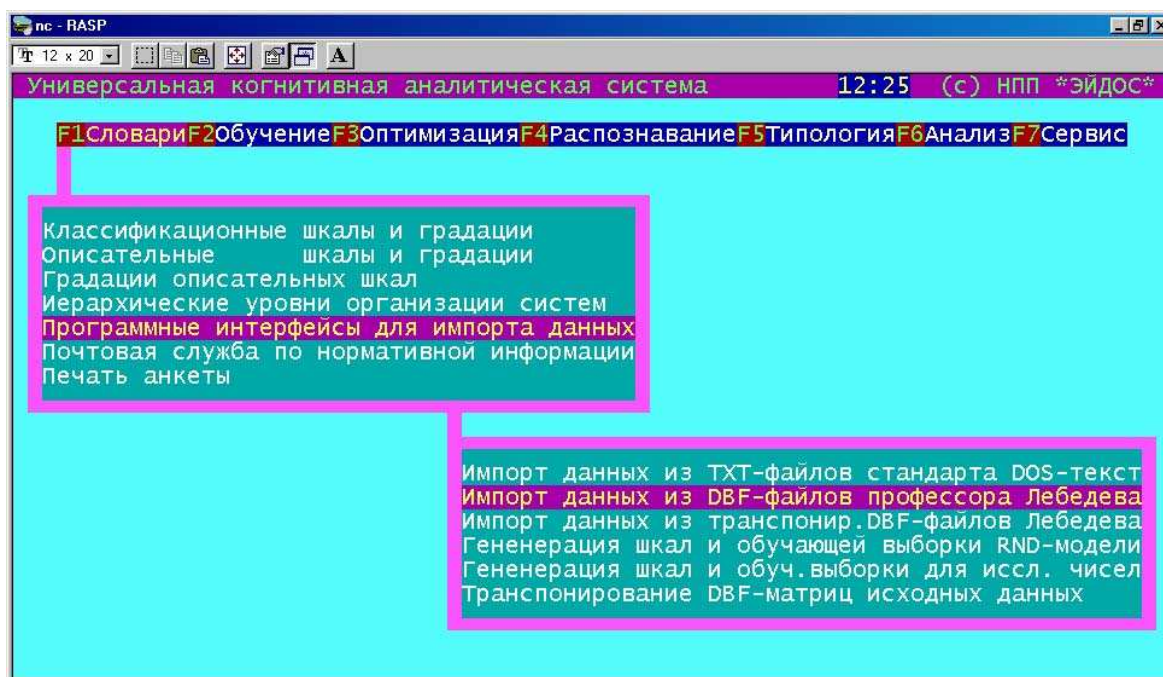 nc - RASP
12 x 20
A
Универсальная когнитивная аналитическая система 12:25 (с) НПП *ЭЙДОС*
F1Словари F2Обучение F3Оптимизация F4Распознавание F5Типология F6Анализ F7Сервис
Классификационные шкалы и градации
Описательные шкалы и градации
Градации описательных шкал
Иерархические уровни организации систем
Программные интерфейсы для импорта данных
Почтовая служба по нормативной информации
Печать анкеты
Импорт данных из TXT-файлов стандарта DOS-текст
Импорт данных из DBF-файлов профессора Лебедева
Импорт данных из транспонир.DBF-файлов Лебедева
Гененерация шкал и обучающей выборки RND-модели
Гененерация шкал и обуч.выборки для иссл. чисел
Транспонирование DBF-матриц исходных данных